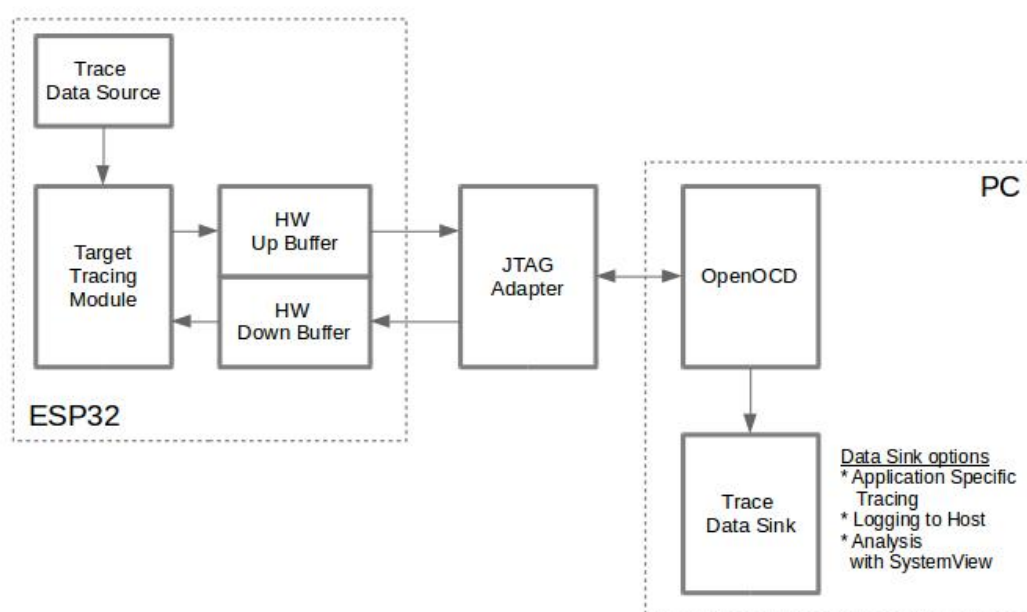 Trace
Data Source
Target
Tracing
Module
HW
Up Buffer
HW
Down Buffer
ESP32
JTAG
Adapter
PC
OpenOCD
Trace
Data Sink
Data Sink options
* Application Specific
Tracing
* Logging to Host
* Analysis
with SystemView